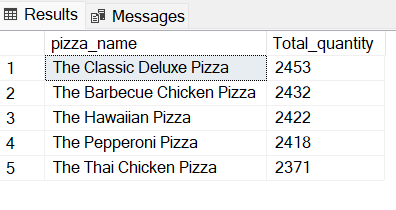 Results Messages
pizza_name Total_quantity
1 The Classic Deluxe Pizza 2453
2 The Barbecue Chicken Pizza 2432
3 The Hawaiian Pizza 2422
4 The Pepperoni Pizza 2418
5 The Thai Chicken Pizza 2371